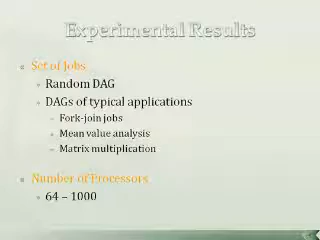 Experimental Results
Set of Jobs
Random DAG
DAGs of typical applications
Fork-join jobs
Mean value analysis
Matrix multiplication
Number of Processors
64 – 1000